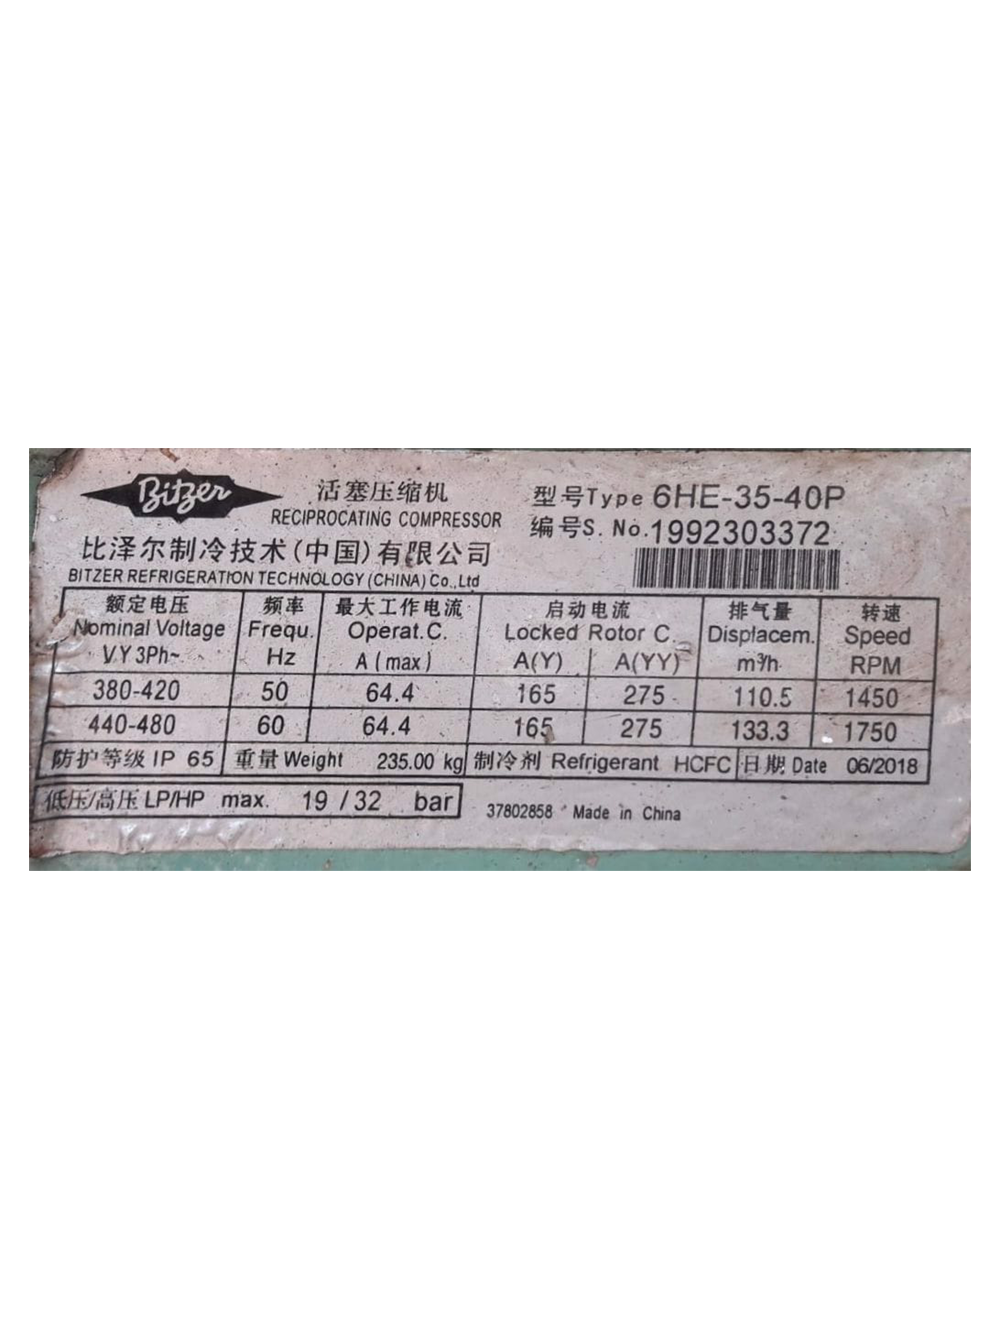 Bitzer
活塞压缩机
RECIPROCATING COMPRESSOR
型号Type 6HE-35-40P
编号S. No.1992303372
比泽尔制冷技术(中国)有限公司
BITZER REFRIGERATION TECHNOLOGY (CHINA) Co.,Ltd
额定电压 频率 最大工作电流 启动电流 排气量 转速
Nominal Voltage Frequ. Operat.C. Locked Rotor C. Displacem. Speed
V.Y 3Ph~ Hz A (max) A(Y) A(YY) m³/h RPM
380-420 50 64.4 165 275 110.5 1450
440-480 60 64.4 165 275 133.3 1750
防护等级 IP 65 重量 Weight 235.00 kg 制冷剂 Refrigerant HCFC 日期 Date 06/2018
低压/高压 LP/HP max. 19 / 32 bar
37802858 Made in China